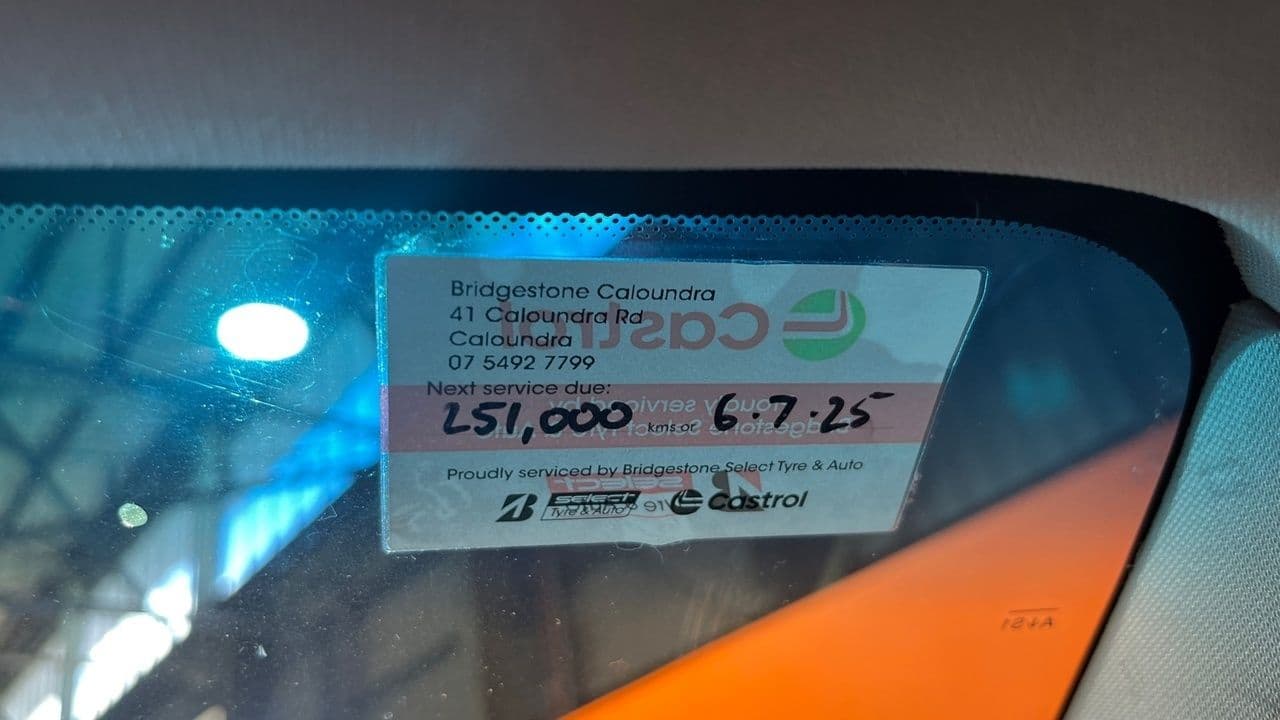 Bridgestone Caloundra
41 Caloundra Rd
Caloundra
07 5492 7799
Next service due:
251,000 kms or 6.7.25
Proudly serviced by Bridgestone Select Tyre & Auto
B Select Tyre & Auto Castrol
Castrol